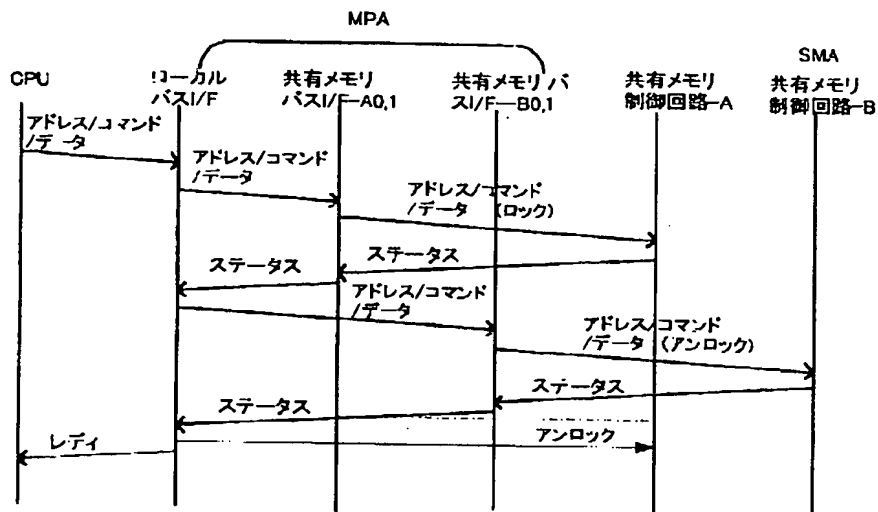 MPA
SMA
CPU
ローカル
バスI/F
共有メモリ
バスI/F—A0,1
共有メモリバ
スI/F—B0,1
共有メモリ
制御回路-A
共有メモリ
制御回路-B
アドレス/コマンド
/データ
アドレス/コマンド
/データ
アドレス/コマンド
/データ (ロック)
ステータス
ステータス
アドレス/コマンド
/データ
アドレス/コマンド
/データ (アンロック)
ステータス
ステータス
アンロック
レディ